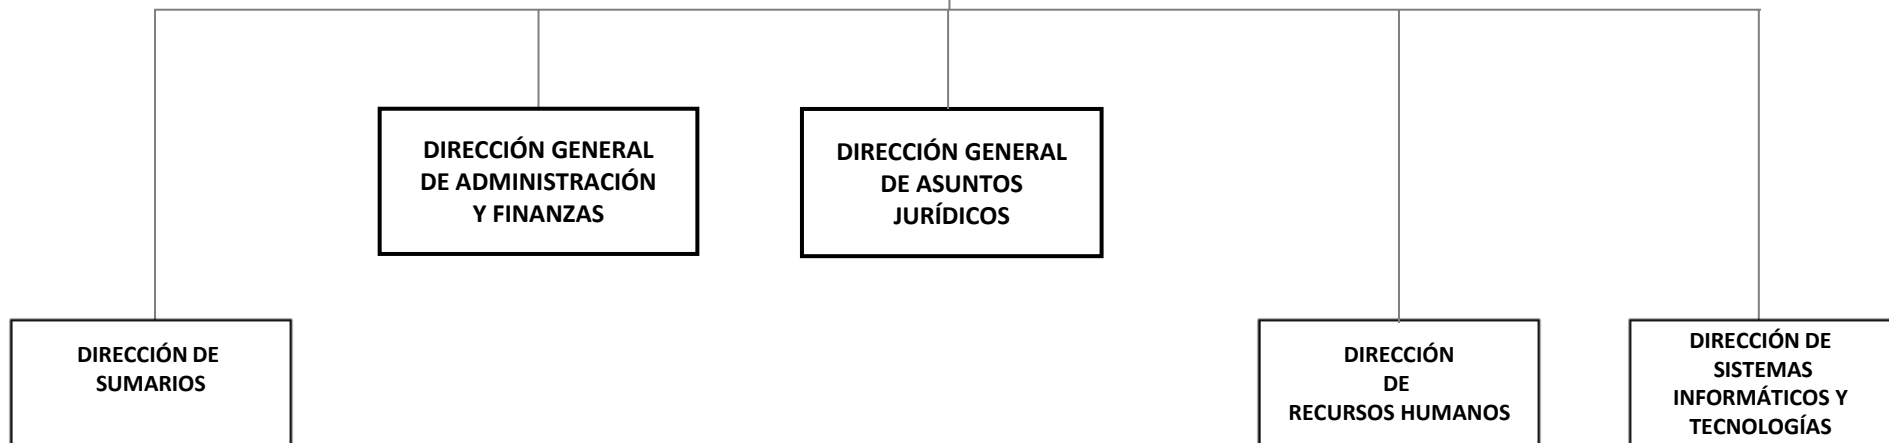 DIRECCIÓN GENERAL
DE ADMINISTRACIÓN
Y FINANZAS
DIRECCIÓN GENERAL
DE ASUNTOS
JURÍDICOS
DIRECCIÓN DE
SUMARIOS
DIRECCIÓN
DE
RECURSOS HUMANOS
DIRECCIÓN DE
SISTEMAS
INFORMÁTICOS Y
TECNOLOGÍAS